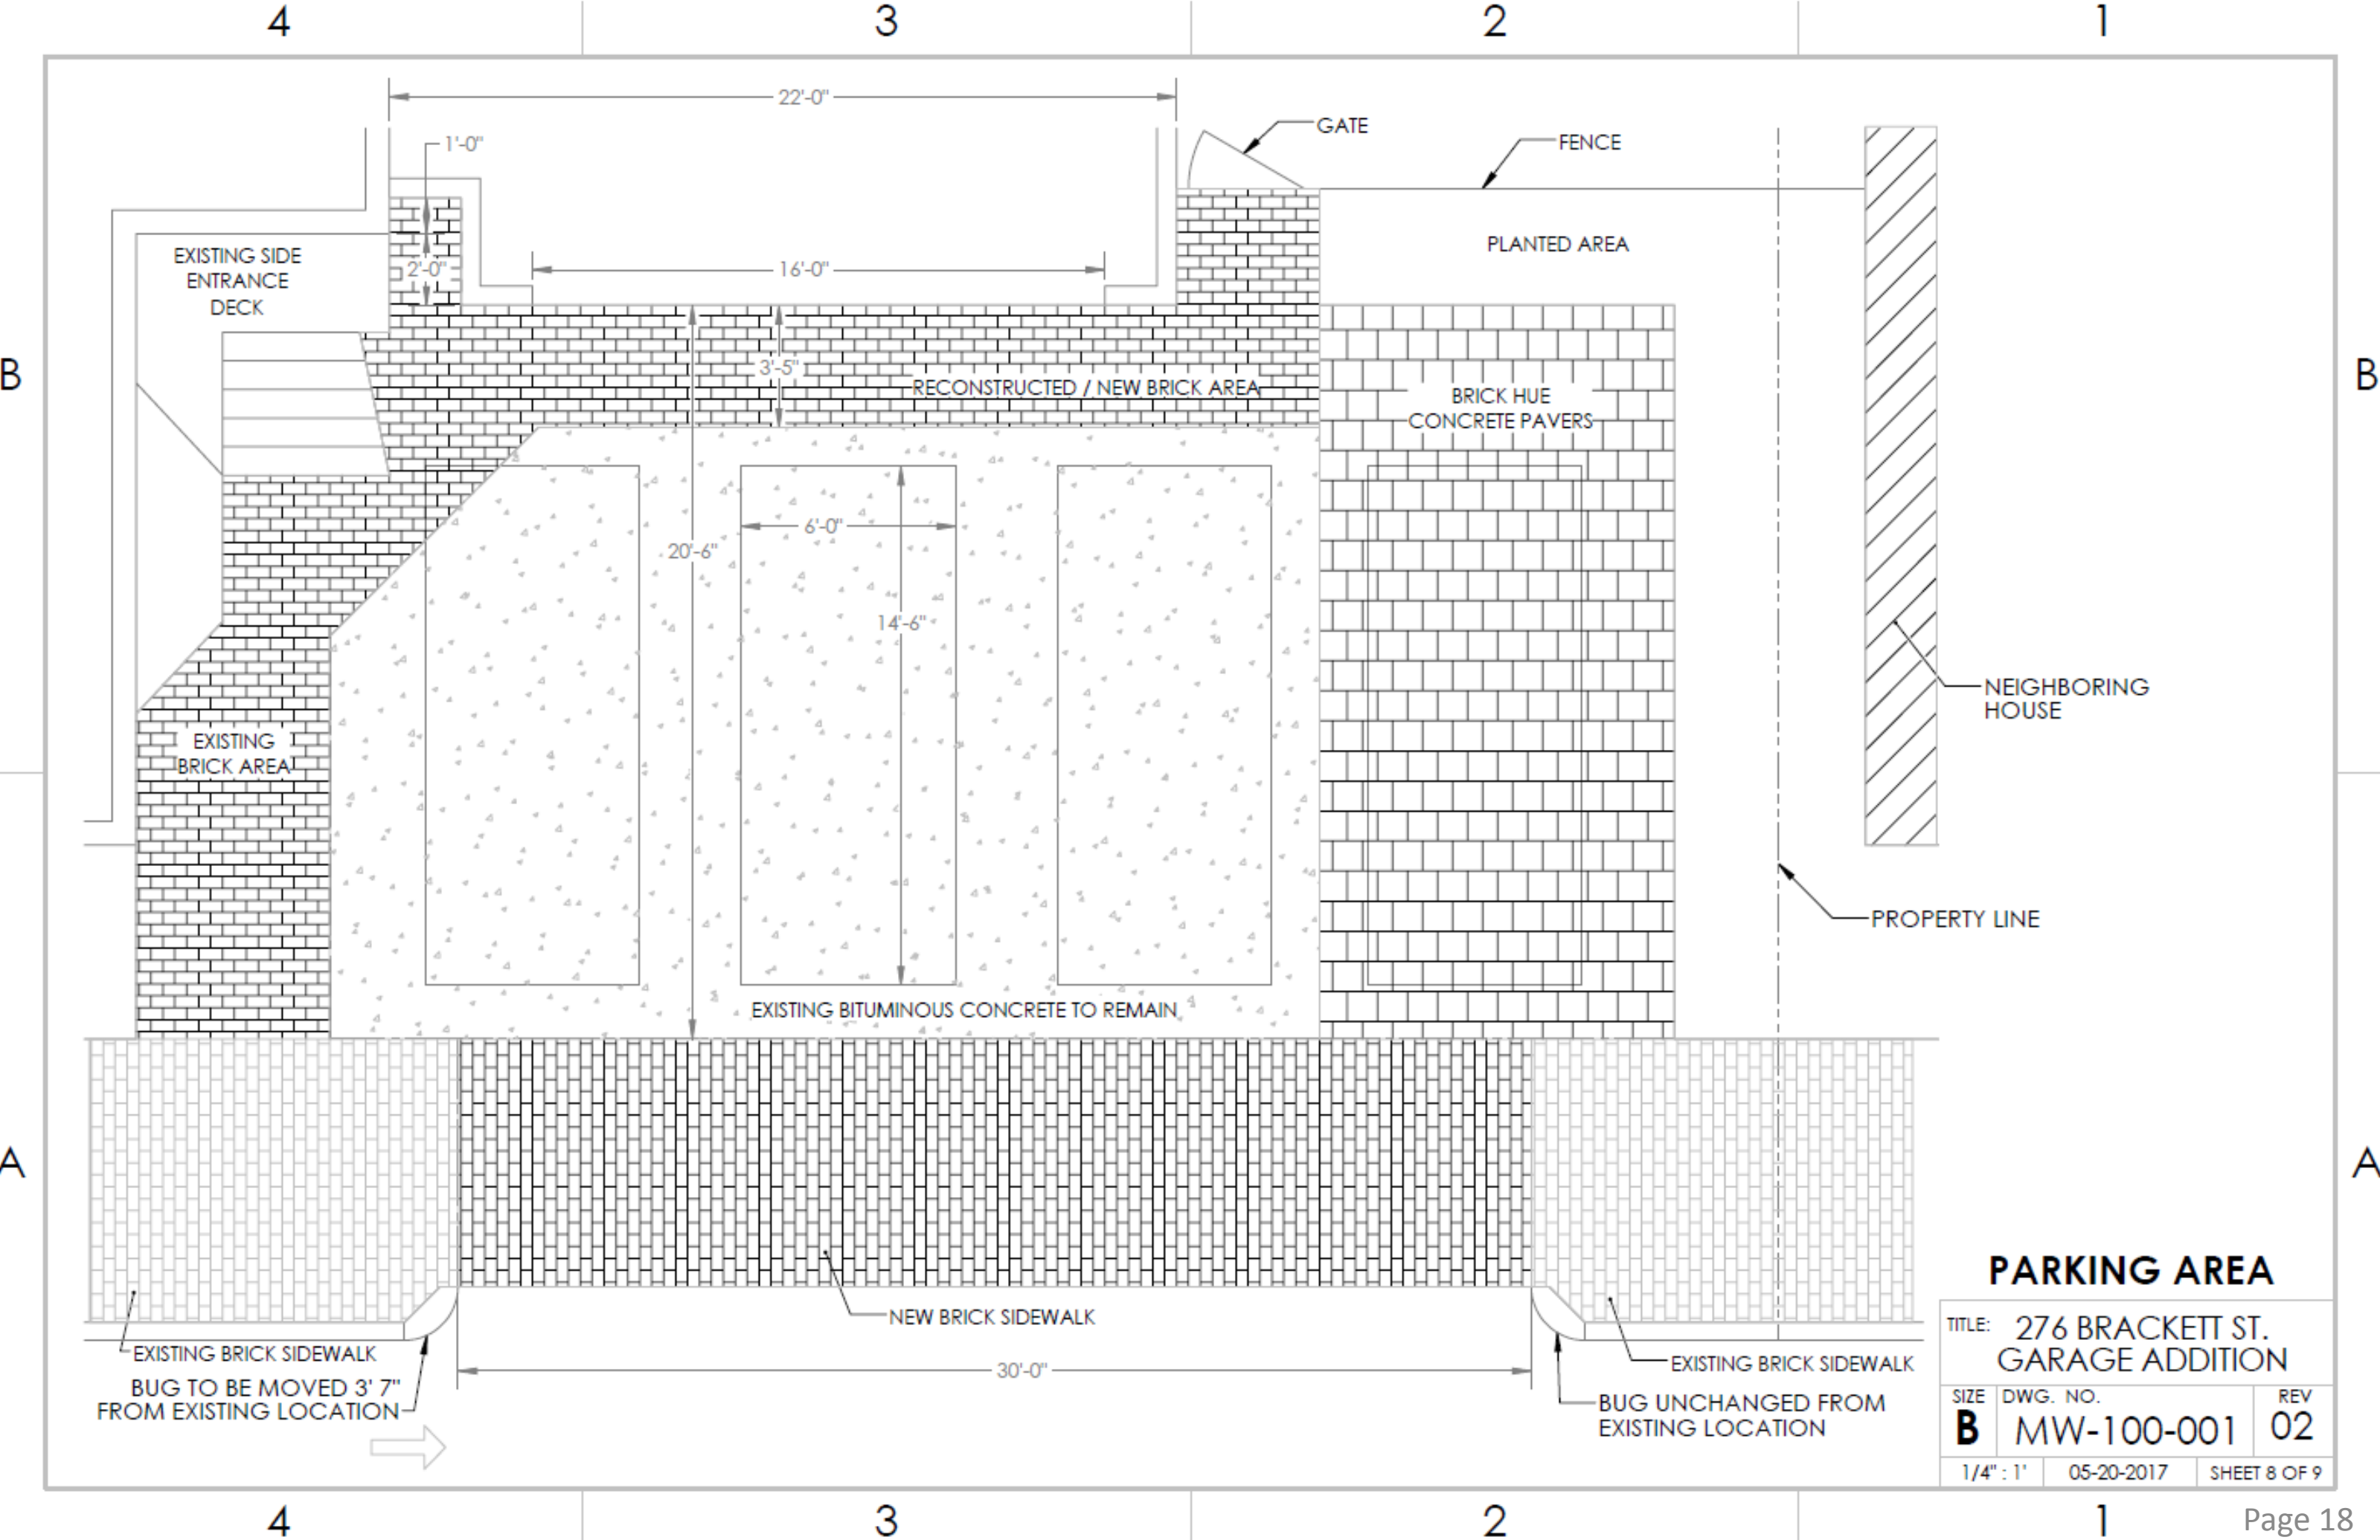 4 3 2 1
22'-0"
1'-0"
GATE
FENCE
EXISTING SIDE
ENTRANCE
DECK
2'-0"
16'-0"
PLANTED AREA
B B
3'-5"
RECONSTRUCTED / NEW BRICK AREA
BRICK HUE
CONCRETE PAVERS
6'-0"
20'-6"
14'-6"
NEIGHBORING
HOUSE
EXISTING
BRICK AREA
PROPERTY LINE
EXISTING BITUMINOUS CONCRETE TO REMAIN
A A
NEW BRICK SIDEWALK
EXISTING BRICK SIDEWALK
BUG TO BE MOVED 3' 7"
FROM EXISTING LOCATION
30'-0"
EXISTING BRICK SIDEWALK
BUG UNCHANGED FROM
EXISTING LOCATION
PARKING AREA
TITLE: 276 BRACKETT ST.
GARAGE ADDITION
SIZE DWG. NO. REV
B MW-100-001 02
1/4" : 1' 05-20-2017 SHEET 8 OF 9
4 3 2 1
Page 18